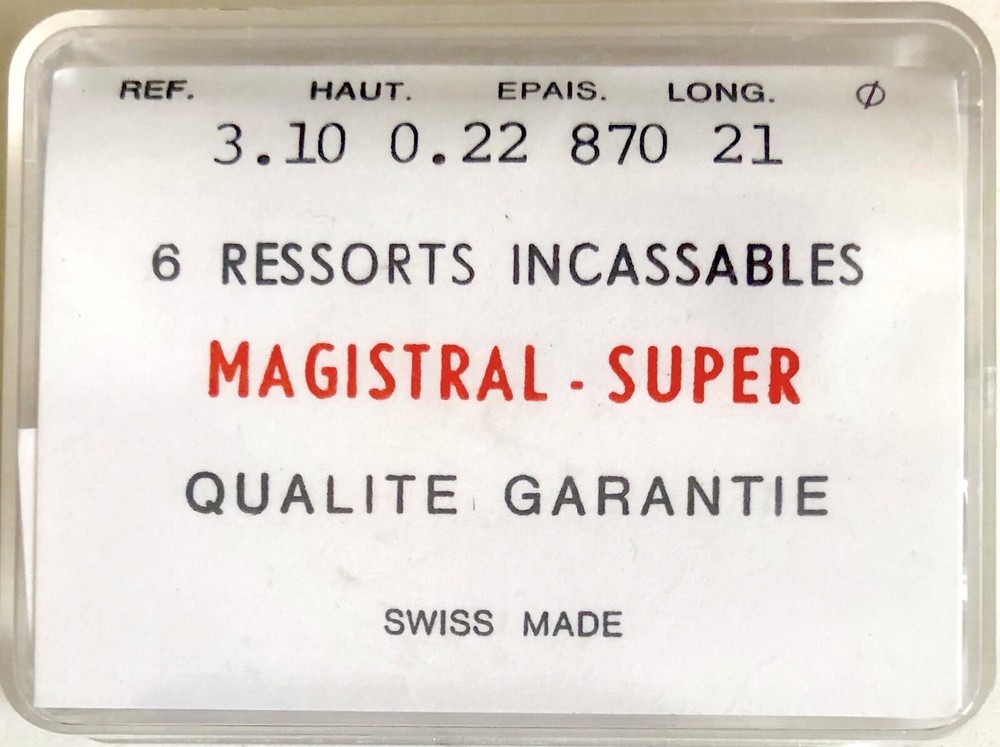 REF. HAUT. EPAIS. LONG. Ø
3.10 0.22 870 21
6 RESSORTS INCASSABLES
MAGISTRAL - SUPER
QUALITE GARANTIE
SWISS MADE